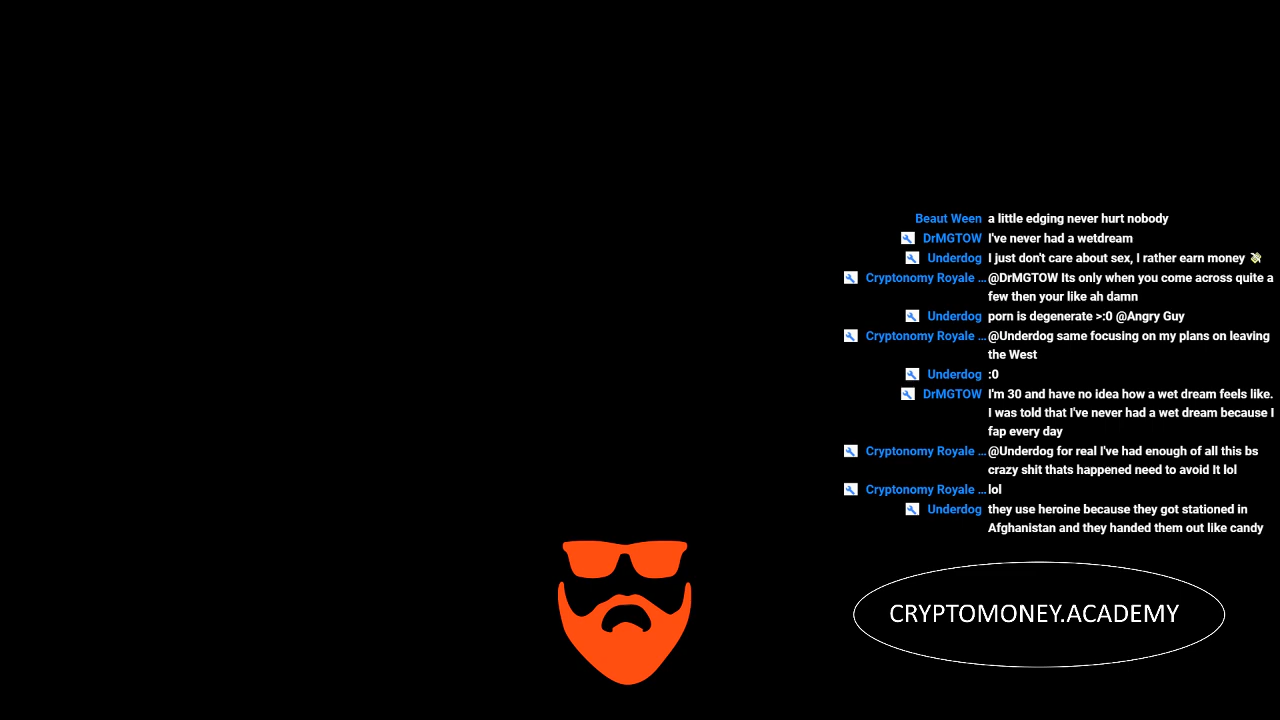 Beaut Ween a little edging never hurt nobody
DrMGTOW I've never had a wetdream
Underdog I just don't care about sex, I rather earn money 💸
Cryptonomy Royale ... @DrMGTOW Its only when you come across quite a
few then your like ah damn
Underdog porn is degenerate >:0 @Angry Guy
Cryptonomy Royale ... @Underdog same focusing on my plans on leaving
the West
Underdog :0
DrMGTOW I'm 30 and have no idea how a wet dream feels like.
I was told that I've never had a wet dream because I
fap every day
Cryptonomy Royale ... @Underdog for real I've had enough of all this bs
crazy shit thats happened need to avoid It lol
Cryptonomy Royale ... lol
Underdog they use heroine because they got stationed in
Afghanistan and they handed them out like candy
CRYPTOMONEY.ACADEMY